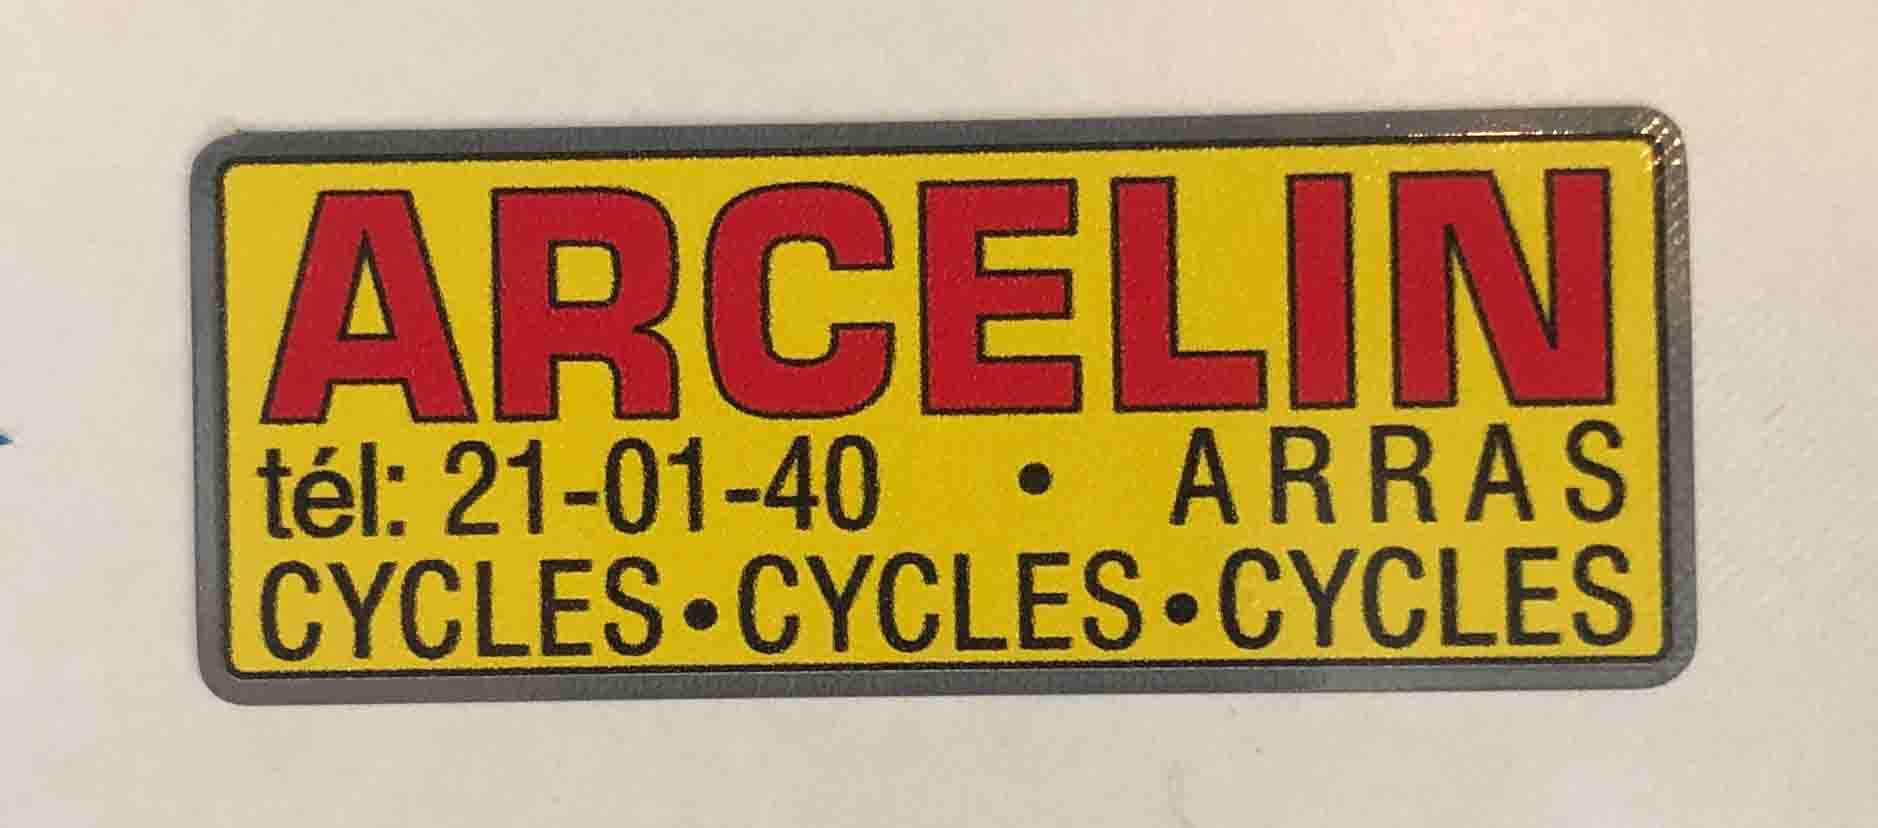 ARCELIN
tél: 21-01-40 • ARRAS
CYCLES•CYCLES•CYCLES